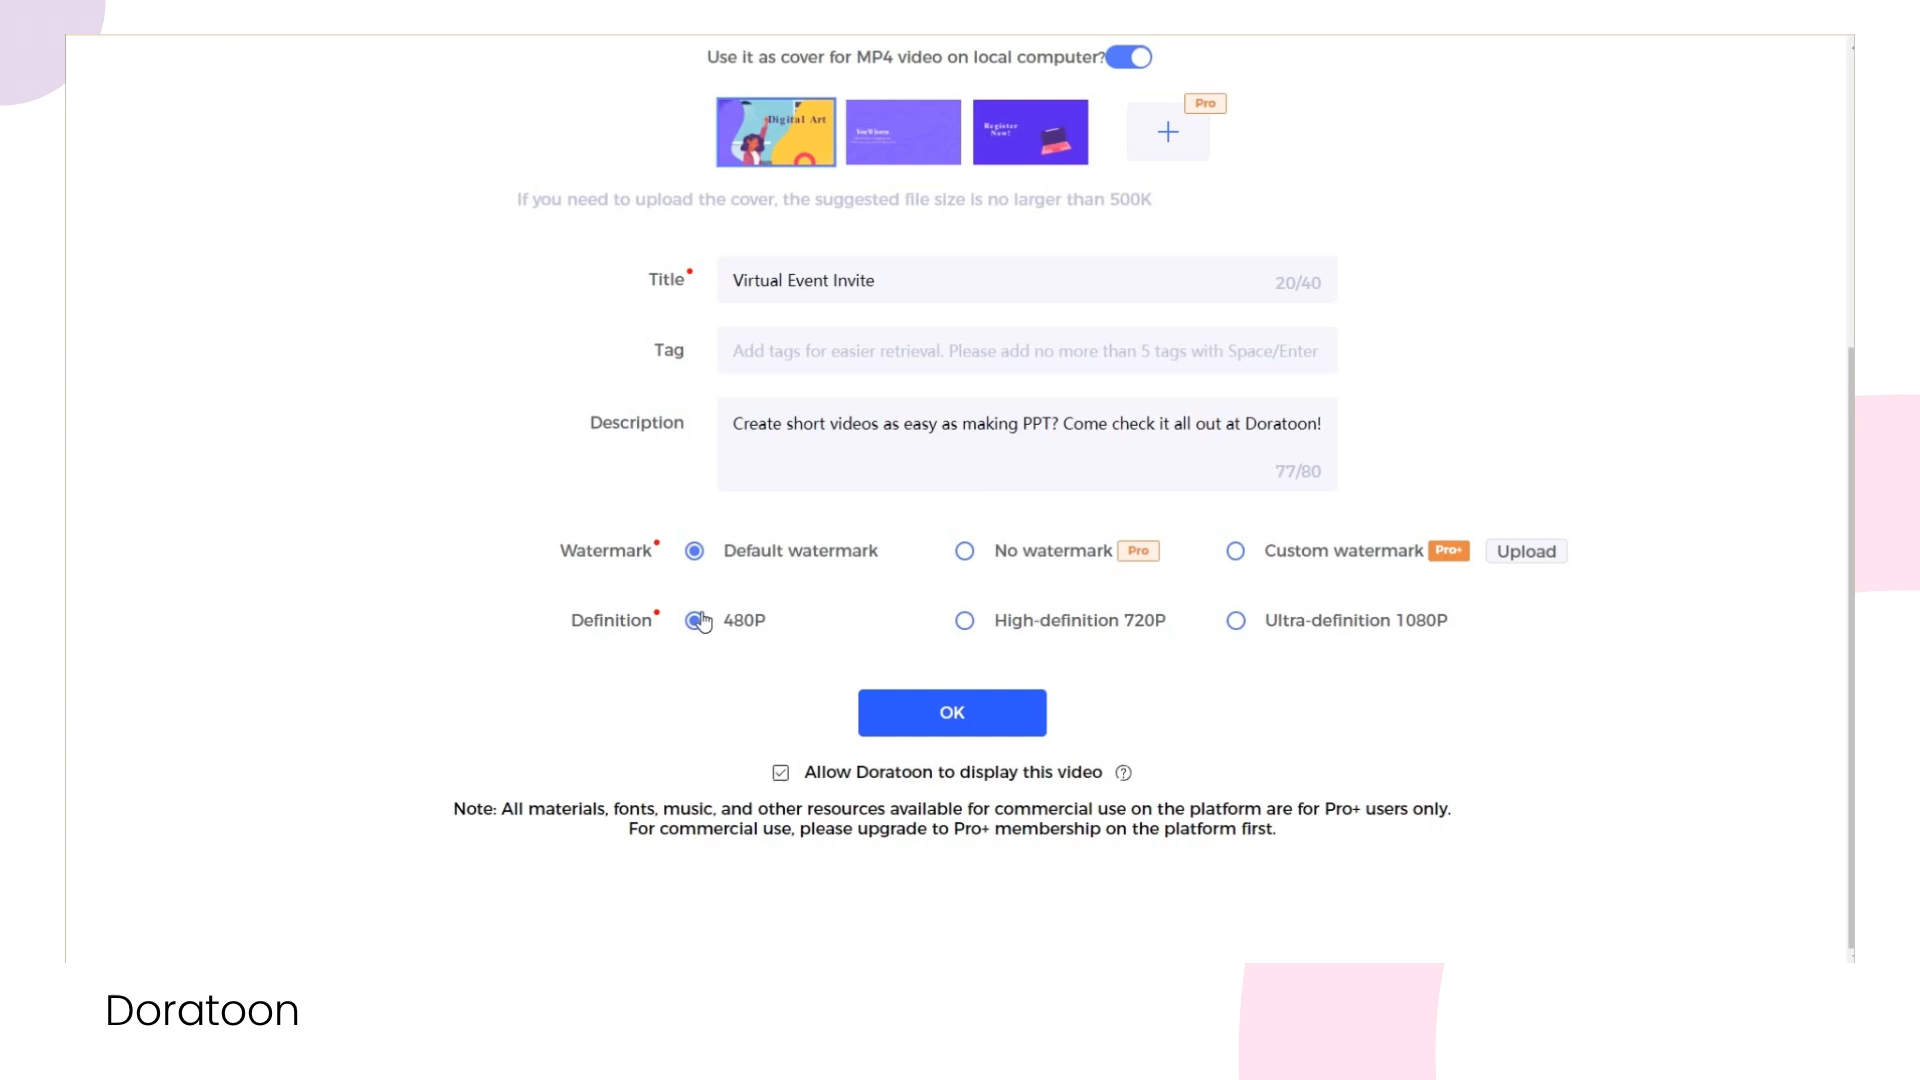 Use it as cover for MP4 video on local computer?
Pro
Digital Art
You'll learn
Register
Now!
If you need to upload the cover, the suggested file size is no larger than 500K
Title
Virtual Event Invite
20/40
Tag
Add tags for easier retrieval. Please add no more than 5 tags with Space/Enter
Description
Create short videos as easy as making PPT? Come check it all out at Doratoon!
77/80
Watermark
Default watermark
No watermark Pro
Custom watermark Pro+ Upload
Definition
480P
High-definition 720P
Ultra-definition 1080P
OK
Allow Doratoon to display this video ?
Note: All materials, fonts, music, and other resources available for commercial use on the platform are for Pro+ users only.
For commercial use, please upgrade to Pro+ membership on the platform first.
Doratoon